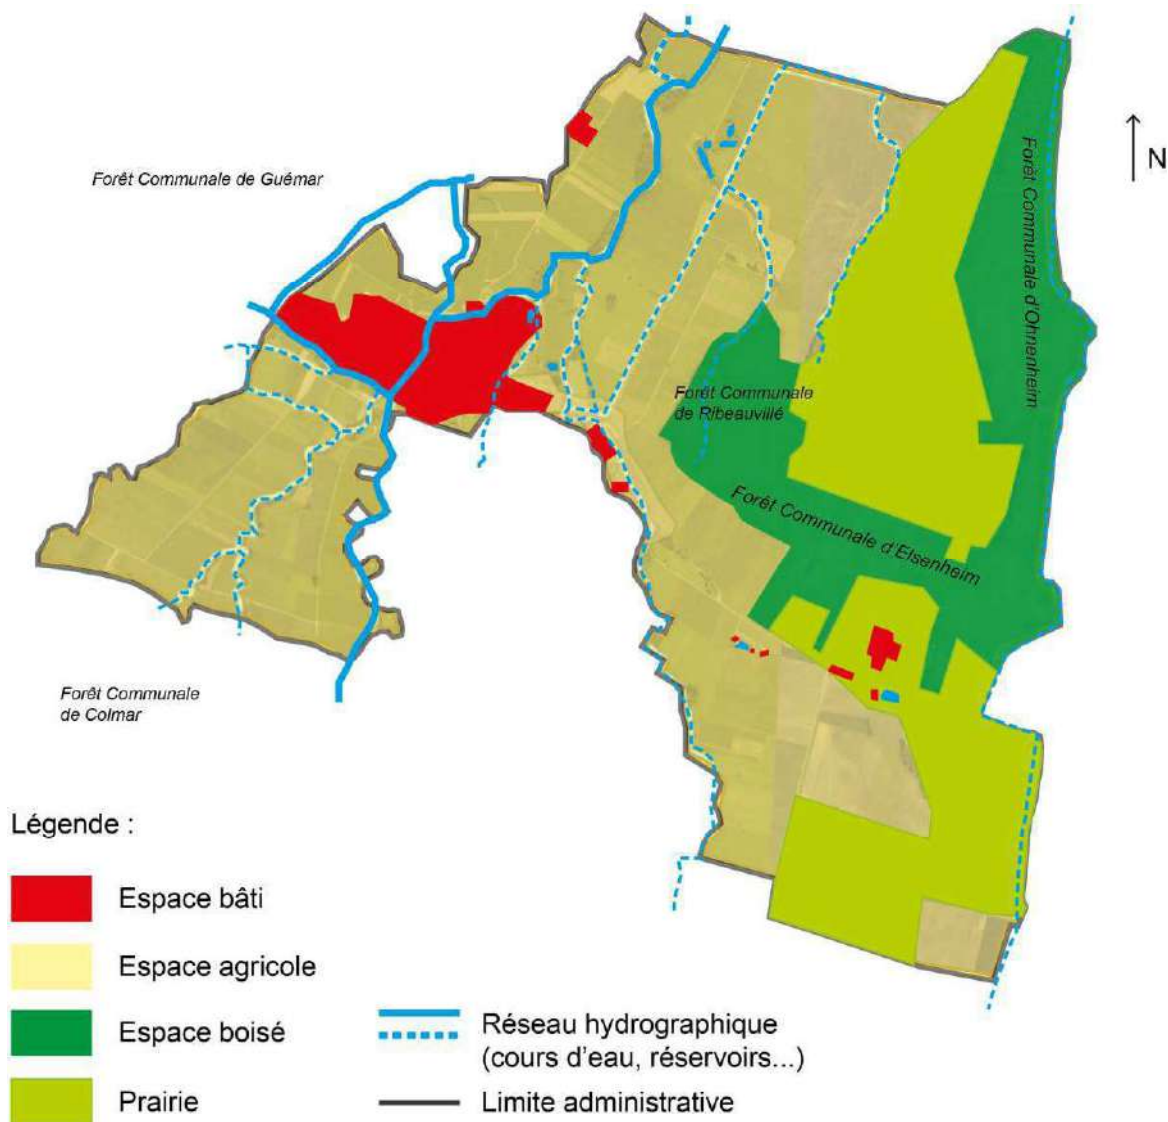 Forêt Communale de Guémar
N
Forêt Communale d'Ohnenheim
Forêt Communale
de Ribeauvillé
Forêt Communale d'Elsenheim
Forêt Communale
de Colmar
Légende :
Espace bâti
Espace agricole
Espace boisé
Prairie
Réseau hydrographique
(cours d'eau, réservoirs...)
Limite administrative